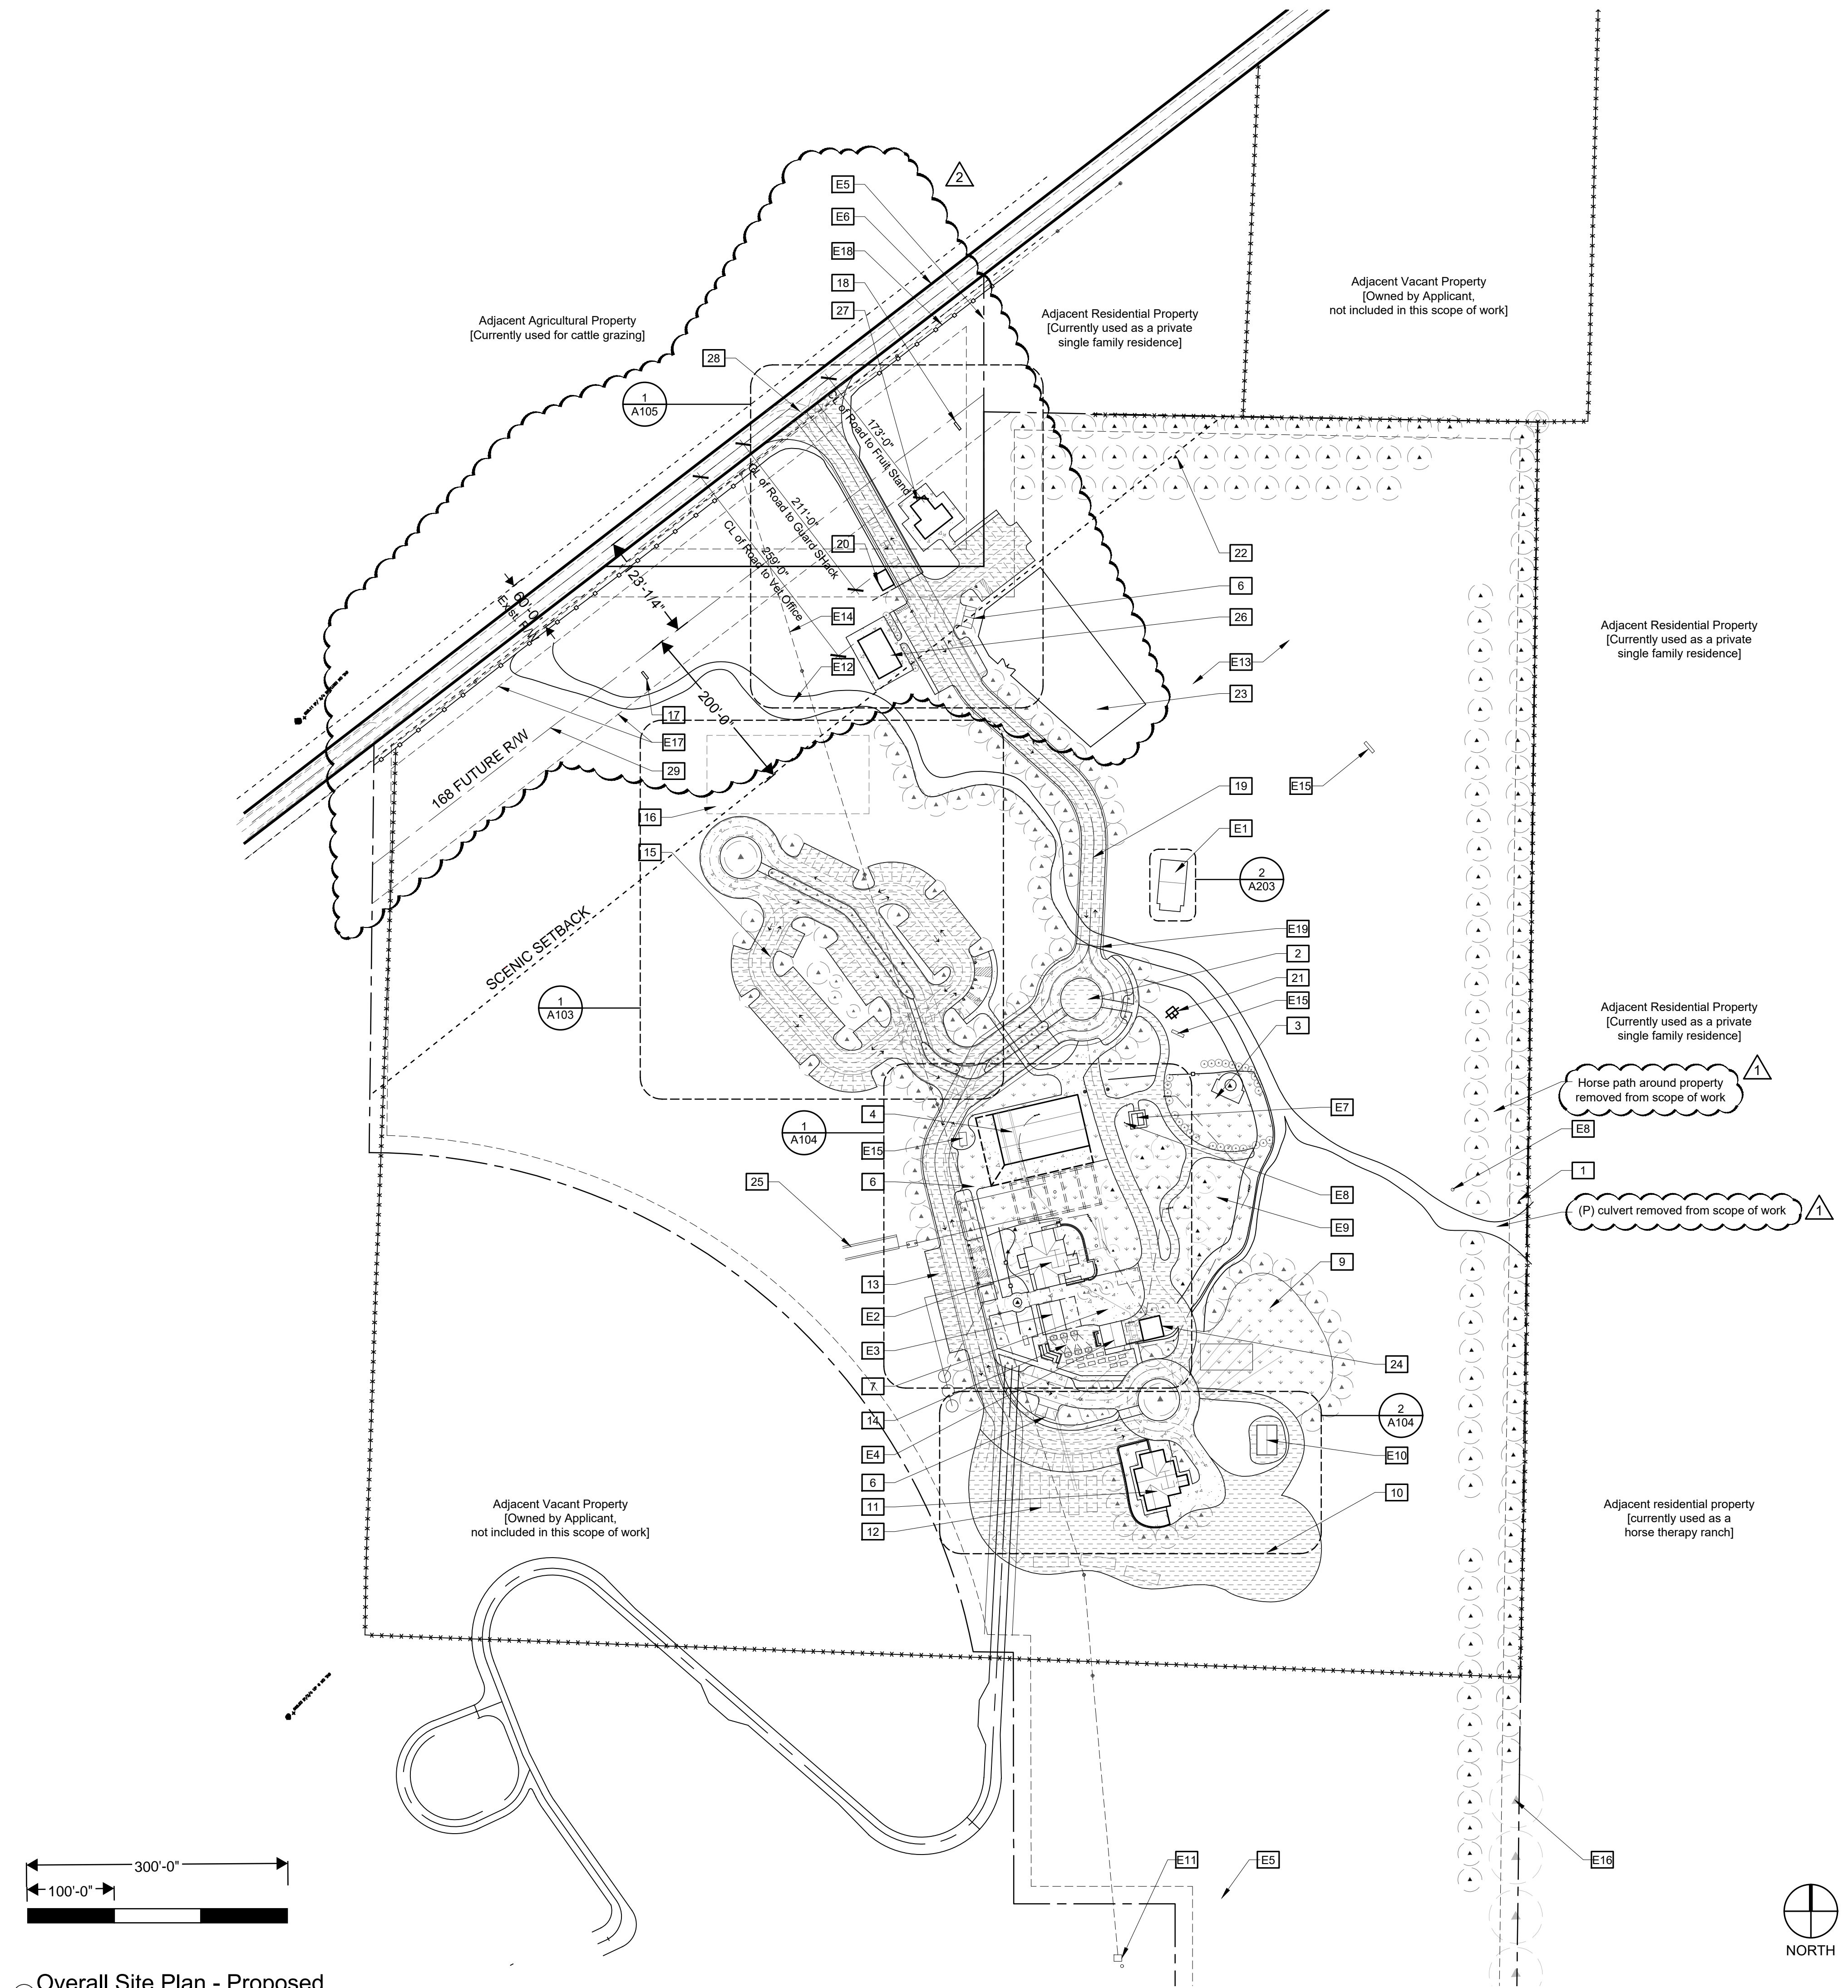 2
E5
E6
E18
18
27
28
Adjacent Agricultural Property
[Currently used for cattle grazing]
Adjacent Residential Property
[Currently used as a private
single family residence]
Adjacent Vacant Property
[Owned by Applicant,
not included in this scope of work]
1
A105
173'-0"
CL of Road to Fruit Stand
211'-0"
CL of Road to Guard SHack
259'-0"
CL of Road to Vet Office
20
E14
E12
22
6
26
E13
23
60'-0"
Exist. R/W
23'-1/4"
200'-0"
17
E17
29
168 FUTURE R/W
SCENIC SETBACK
16
15
19
E15
E1
2
A203
Adjacent Residential Property
[Currently used as a private
single family residence]
E19
2
21
E15
3
1
A103
Adjacent Residential Property
[Currently used as a private
single family residence]
Horse path around property
removed from scope of work
1
E8
1
(P) culvert removed from scope of work
1
4
1
A104
E15
6
25
E7
E8
E9
9
13
E2
E3
7
14
E4
6
11
12
24
2
A104
E10
10
Adjacent Vacant Property
[Owned by Applicant,
not included in this scope of work]
Adjacent residential property
[currently used as a
horse therapy ranch]
E11
E5
E16
300'-0"
100'-0"
NORTH
Overall Site Plan - Proposed